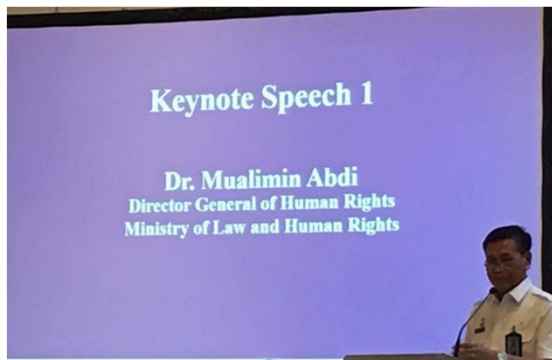 Keynote Speech 1
Dr. Mualimin Abdi
Director General of Human Rights
Ministry of Law and Human Rights